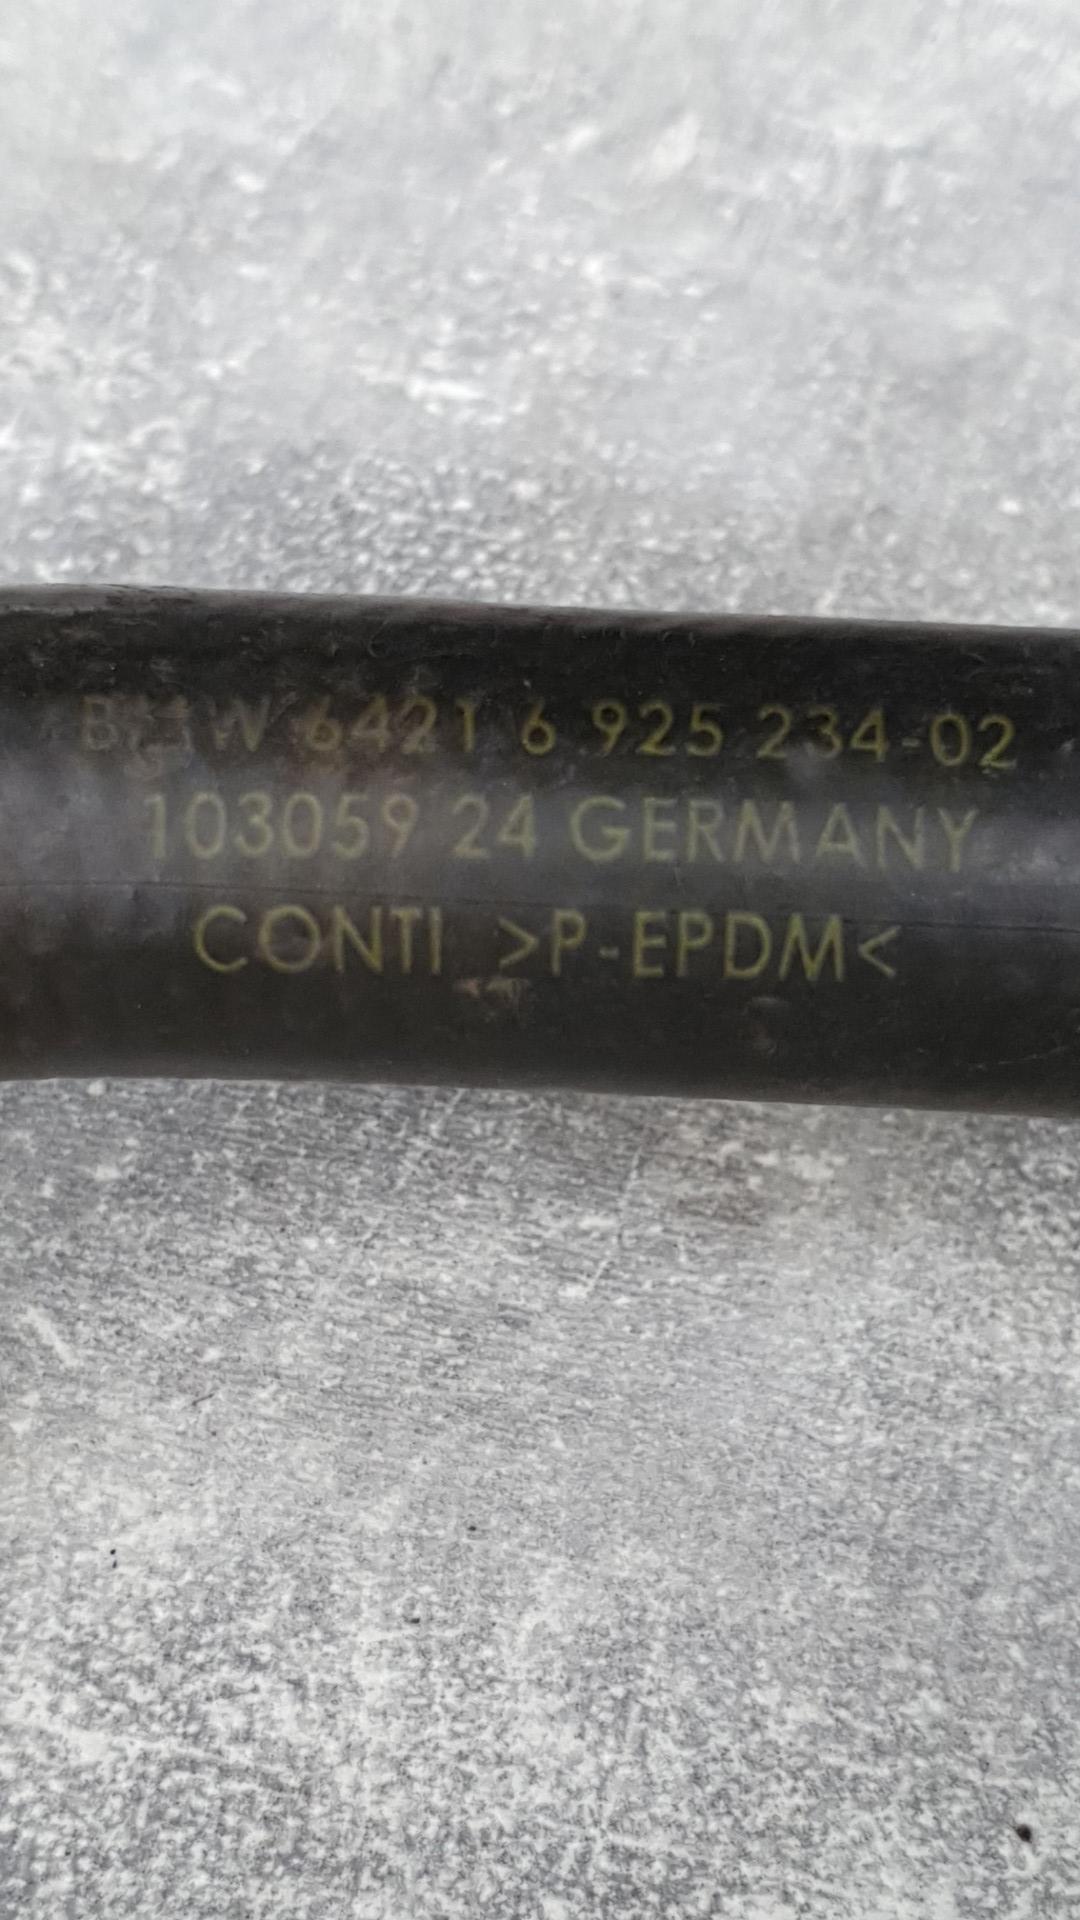 BMW 6421 6 925 234-02
103059 24 GERMANY
CONTI >P-EPDM<